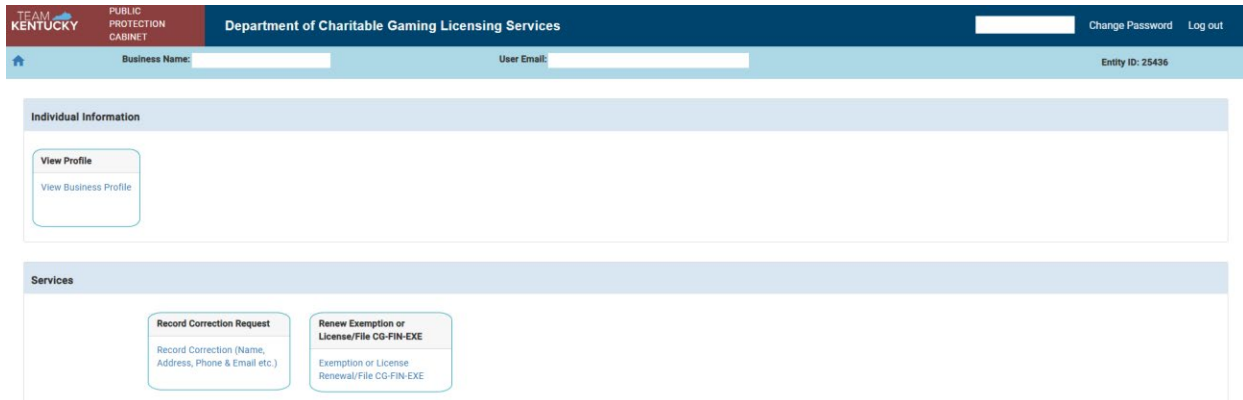 TEAM
KENTUCKY
PUBLIC
PROTECTION
CABINET
Department of Charitable Gaming Licensing Services
Change Password Log out
Business Name: User Email: Entity ID: 25436
Individual Information
View Profile
View Business Profile
Services
Record Correction Request
Record Correction (Name,
Address, Phone & Email etc.)
Renew Exemption or
License/File CG-FIN-EXE
Exemption or License
Renewal/File CG-FIN-EXE